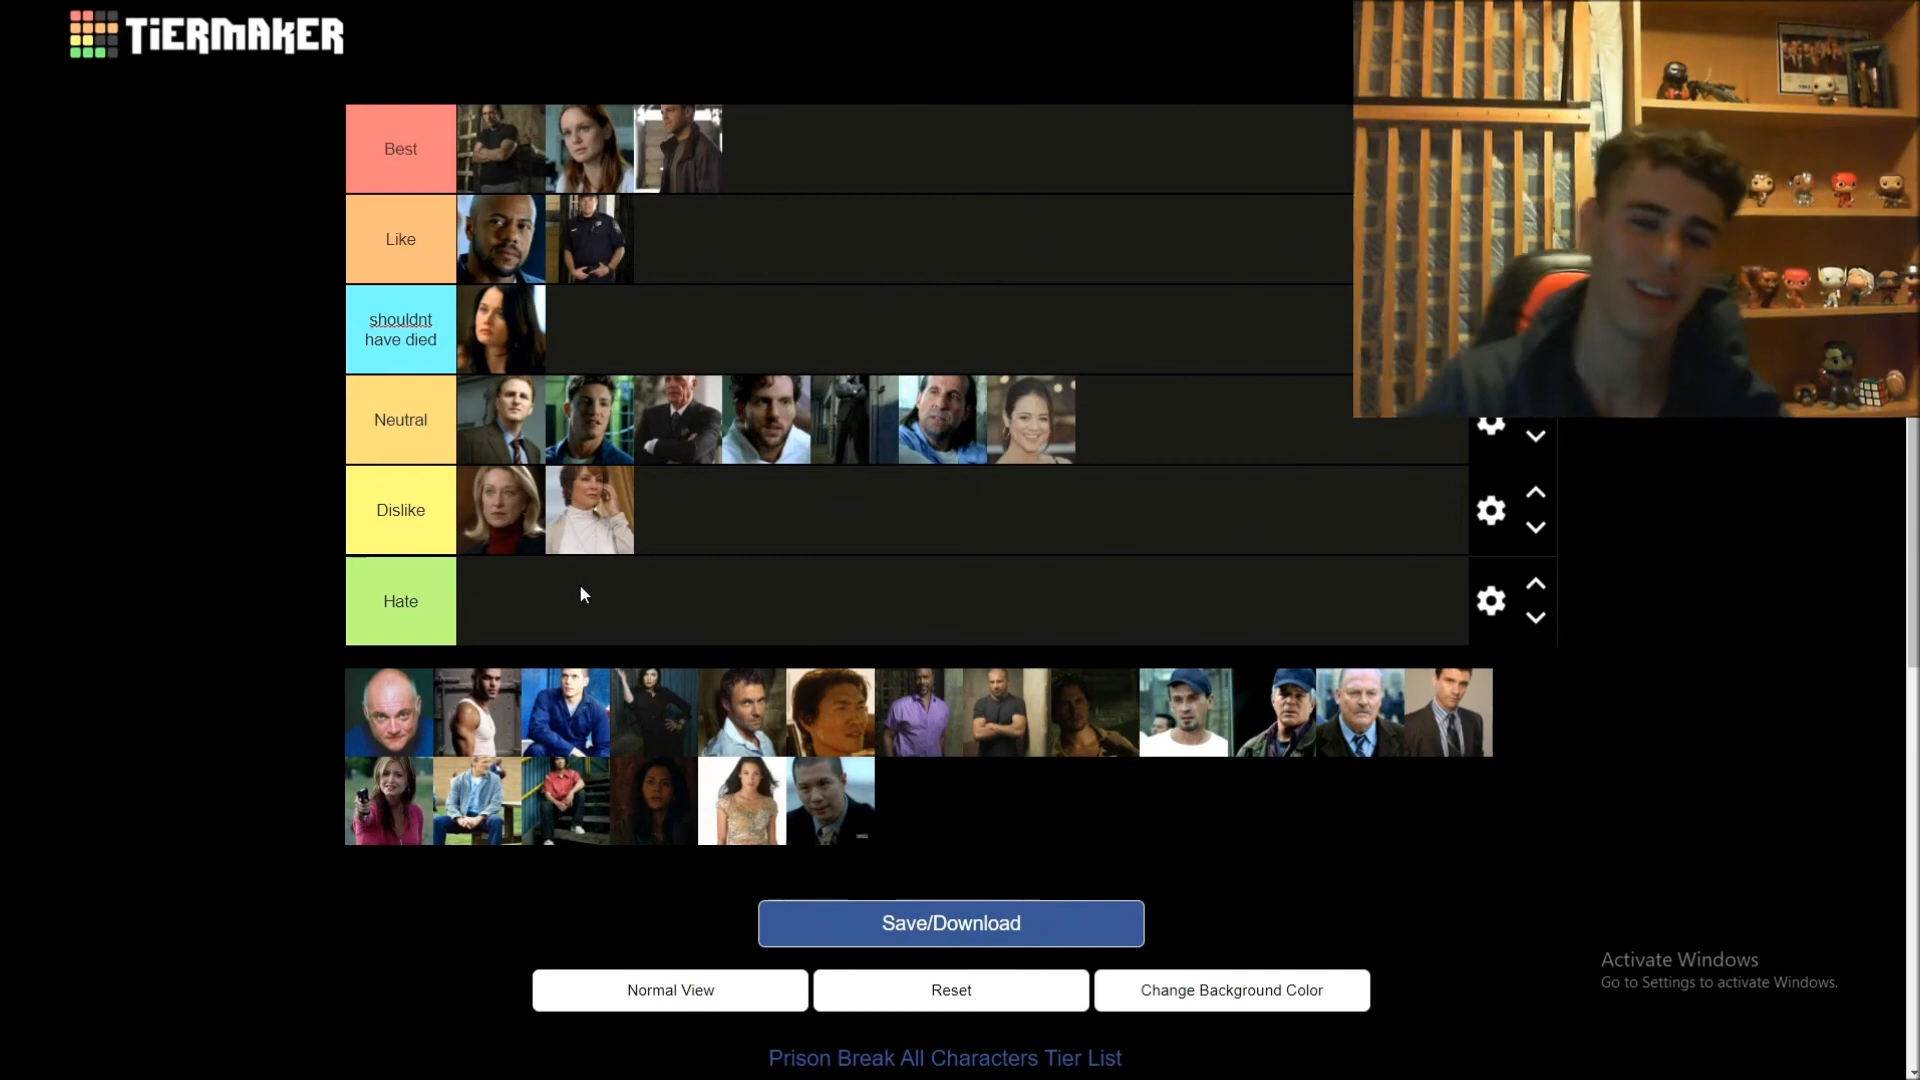 TiERMAKER
Best
Like
shouldnt
have died
Neutral
Dislike
Hate
Save/Download
Normal View
Reset
Change Background Color
Activate Windows
Go to Settings to activate Windows.
Prison Break All Characters Tier List